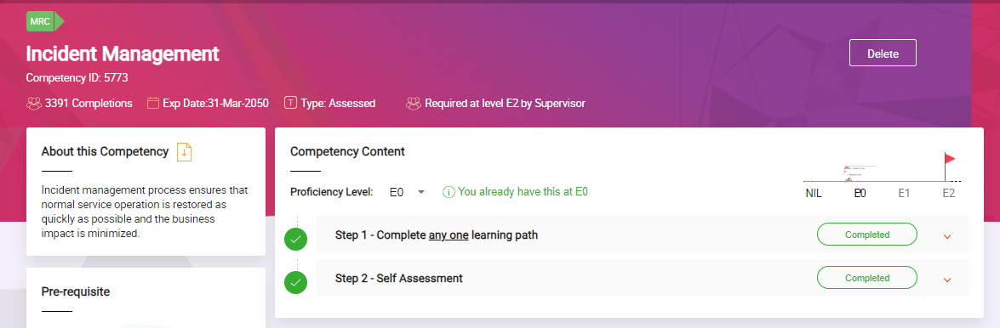 MRC
Incident Management
Delete
Competency ID: 5773
3391 Completions Exp Date:31-Mar-2050 T Type: Assessed Required at level E2 by Supervisor
About this Competency
Incident management process ensures that
normal service operation is restored as
quickly as possible and the business
impact is minimized.
Pre-requisite
Competency Content
Proficiency Level: E0 You already have this at E0
NIL E0 E1 E2
Step 1 - Complete any one learning path Completed
Step 2 - Self Assessment Completed